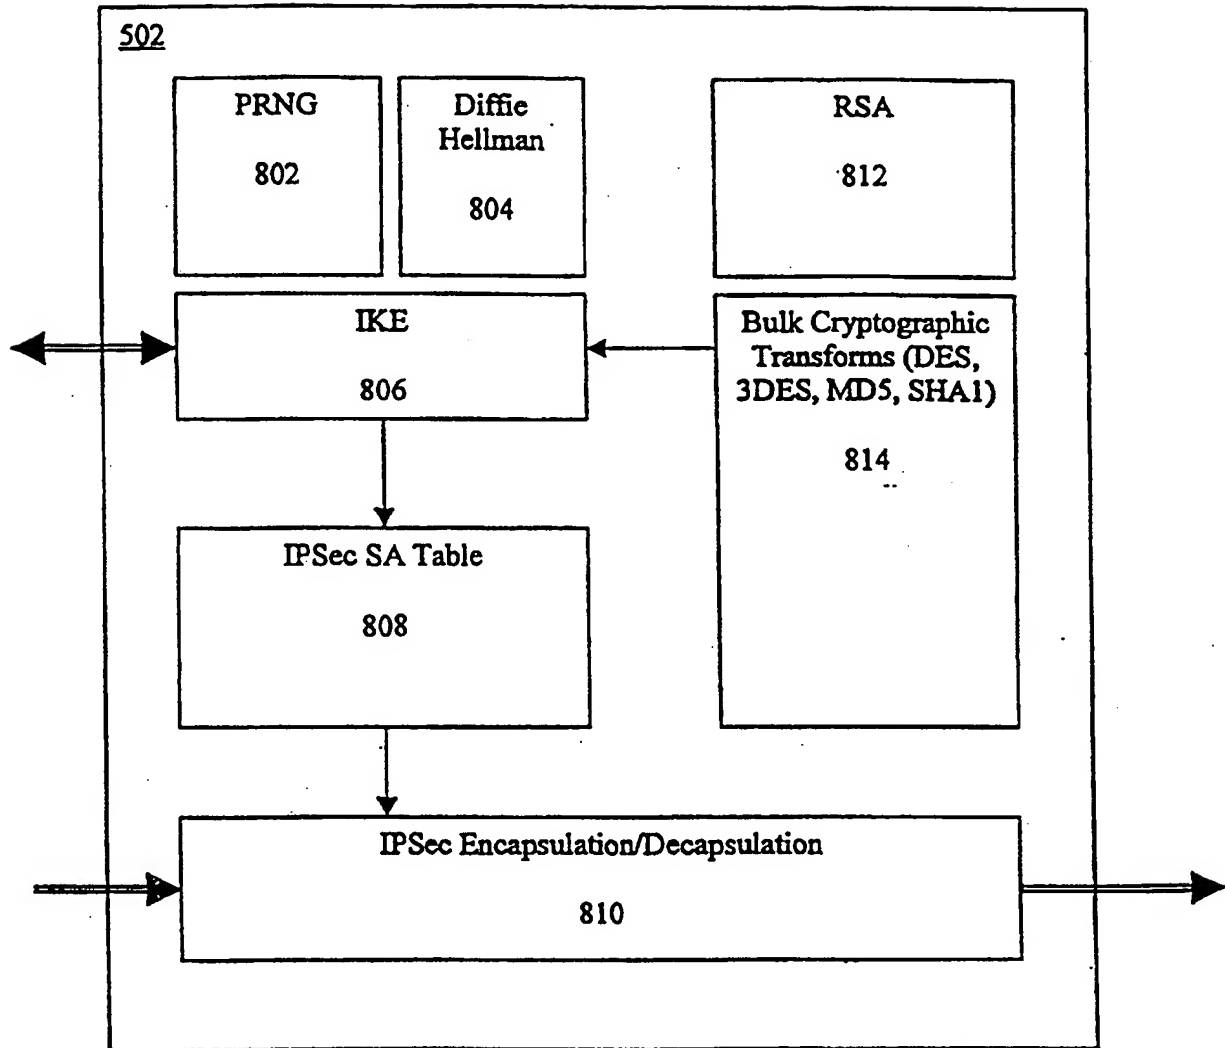 502
PRNG
802
Diffie
Hellman
804
RSA
812
IKE
806
Bulk Cryptographic
Transforms (DES,
3DES, MD5, SHA1)
814
IPSec SA Table
808
IPSec Encapsulation/Decapsulation
810